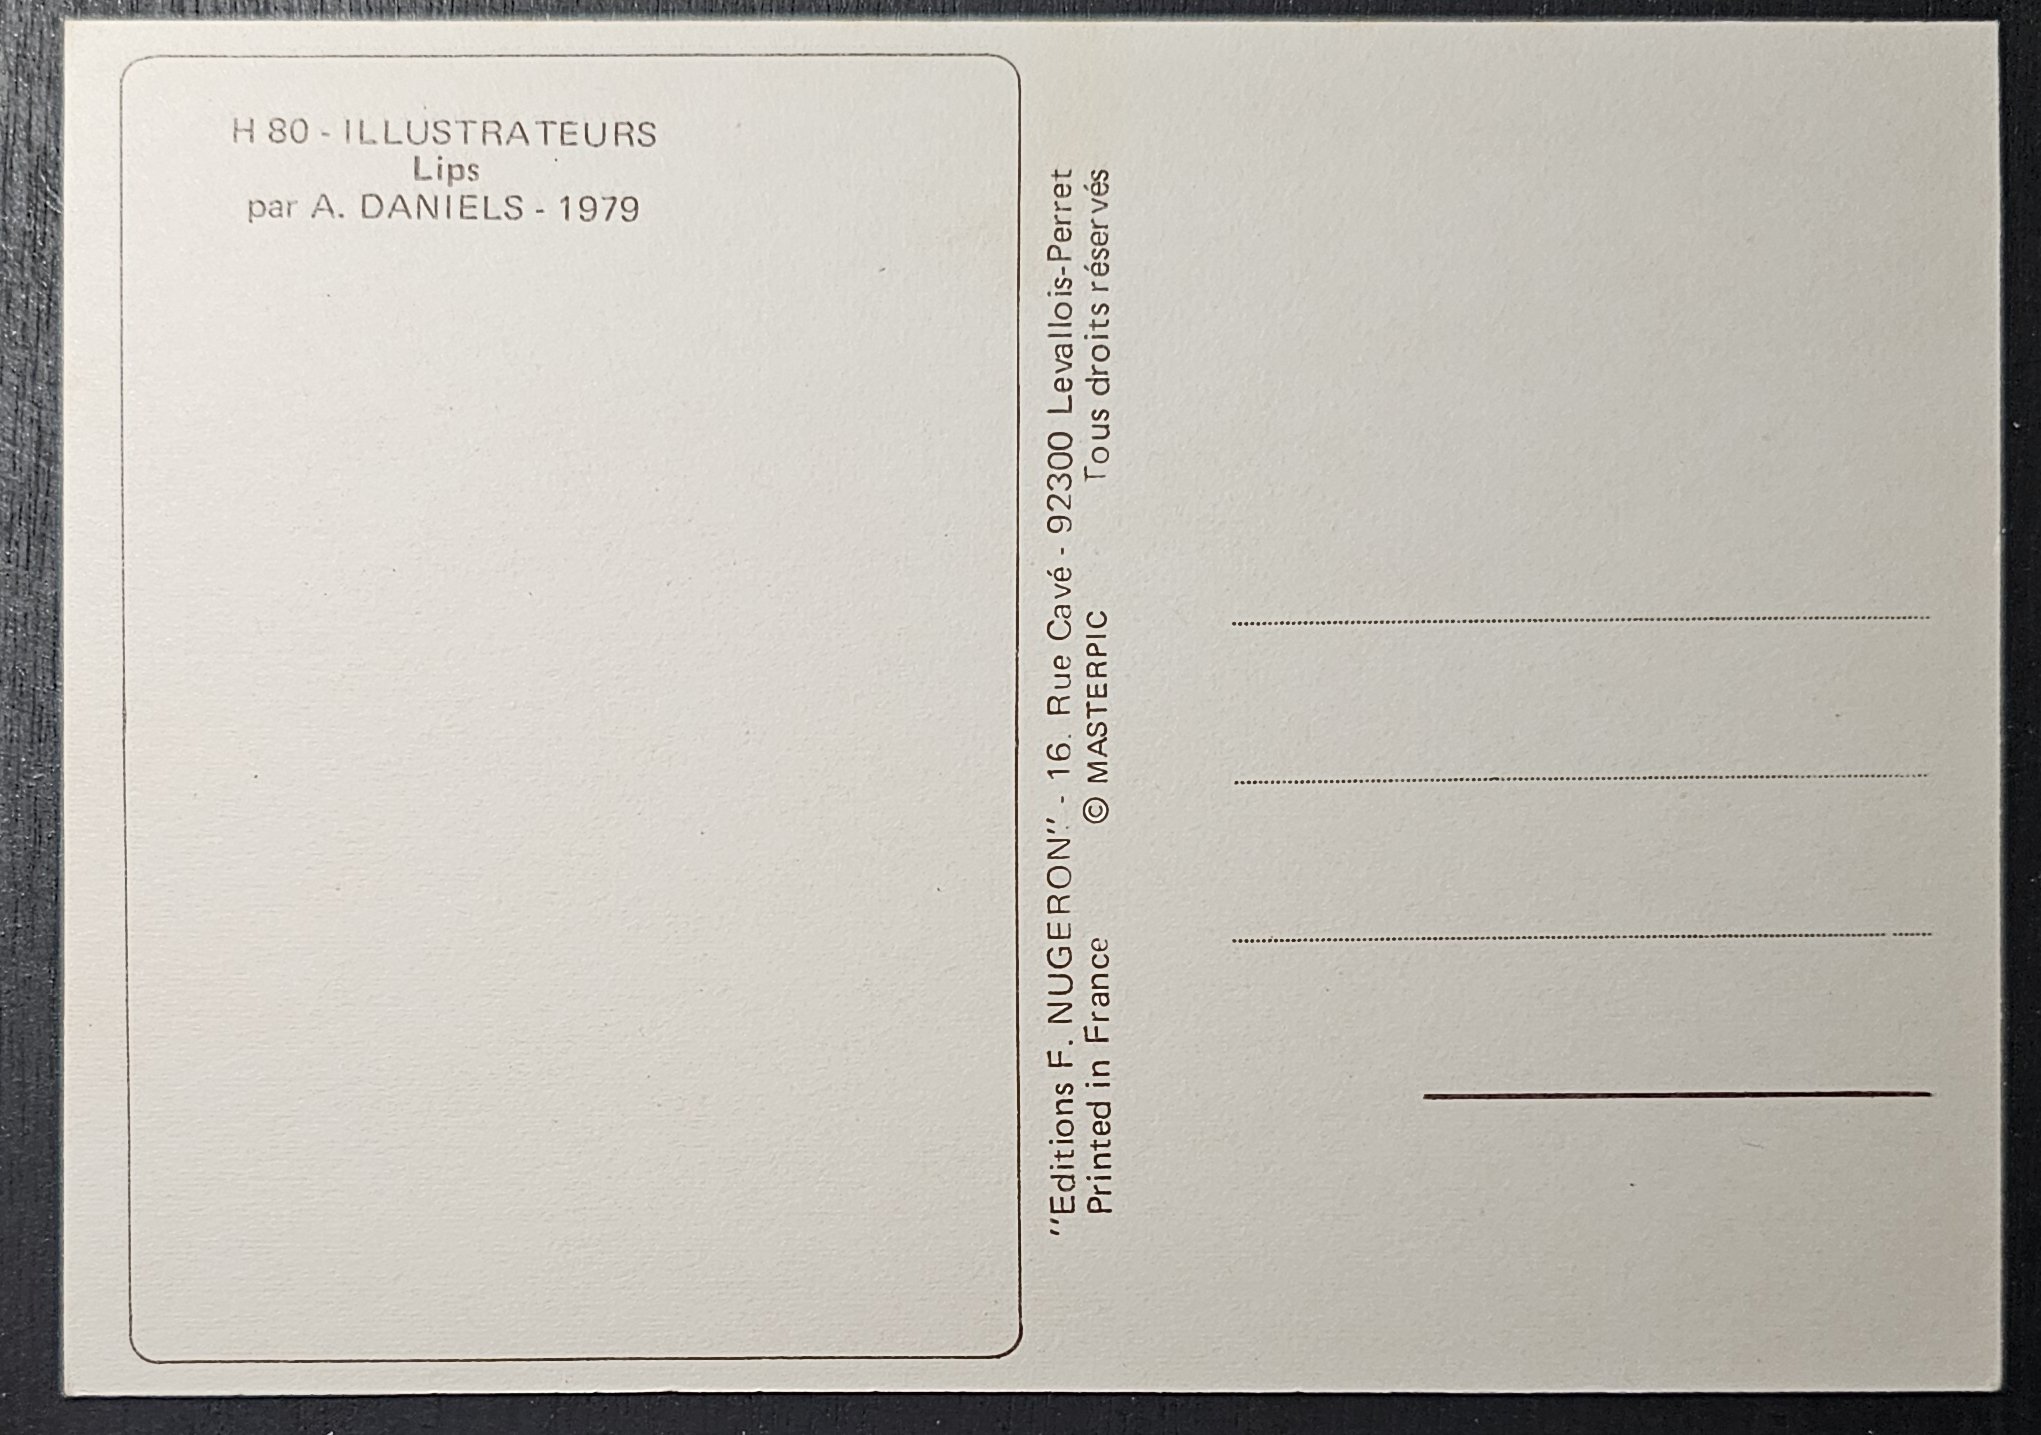 H 80 - ILLUSTRATEURS
Lips
par A. DANIELS - 1979
"Editions F. NUGERON" - 16. Rue Cavé - 92300 Levallois-Perret
Printed in France © MASTERPIC Tous droits réservés